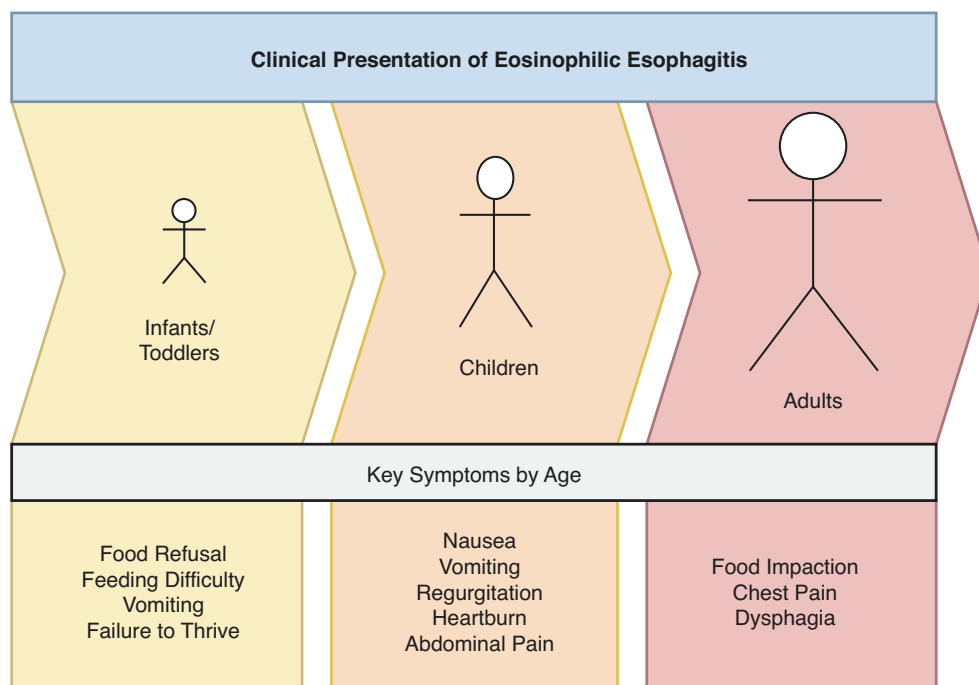 Clinical Presentation of Eosinophilic Esophagitis
Infants/
Toddlers
Children
Adults
Key Symptoms by Age
Food Refusal
Feeding Difficulty
Vomiting
Failure to Thrive
Nausea
Vomiting
Regurgitation
Heartburn
Abdominal Pain
Food Impaction
Chest Pain
Dysphagia